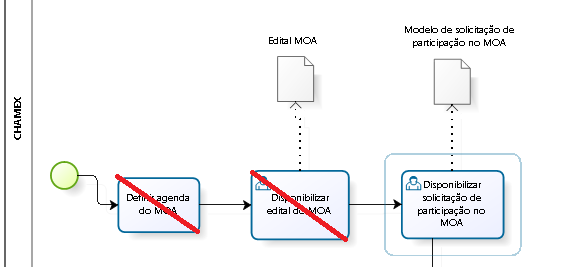 CHAMEX
Edital MOA
Modelo de solicitação de
participação no MOA
Definir agenda
do MOA
Disponibilizar
edital do MOA
Disponibilizar
solicitação de
participação no
MOA